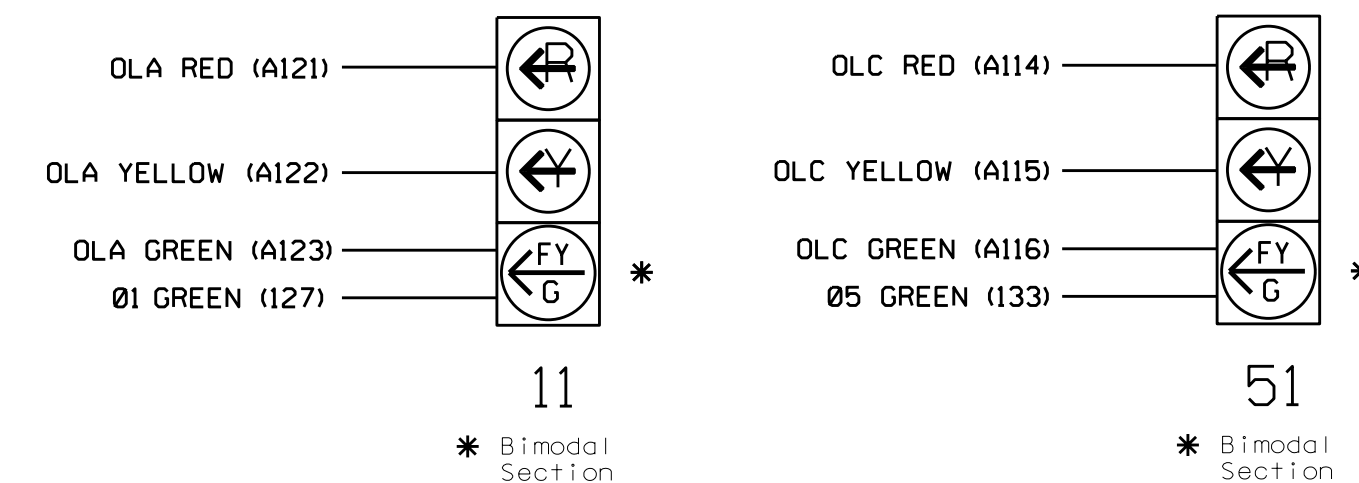 OLA RED (A121)
R
OLA YELLOW (A122)
Y
OLA GREEN (A123)
FY
Ø1 GREEN (127)
G
*
11
* Bimodal
Section
OLC RED (A114)
R
OLC YELLOW (A115)
Y
OLC GREEN (A116)
FY
Ø5 GREEN (133)
G
*
51
* Bimodal
Section